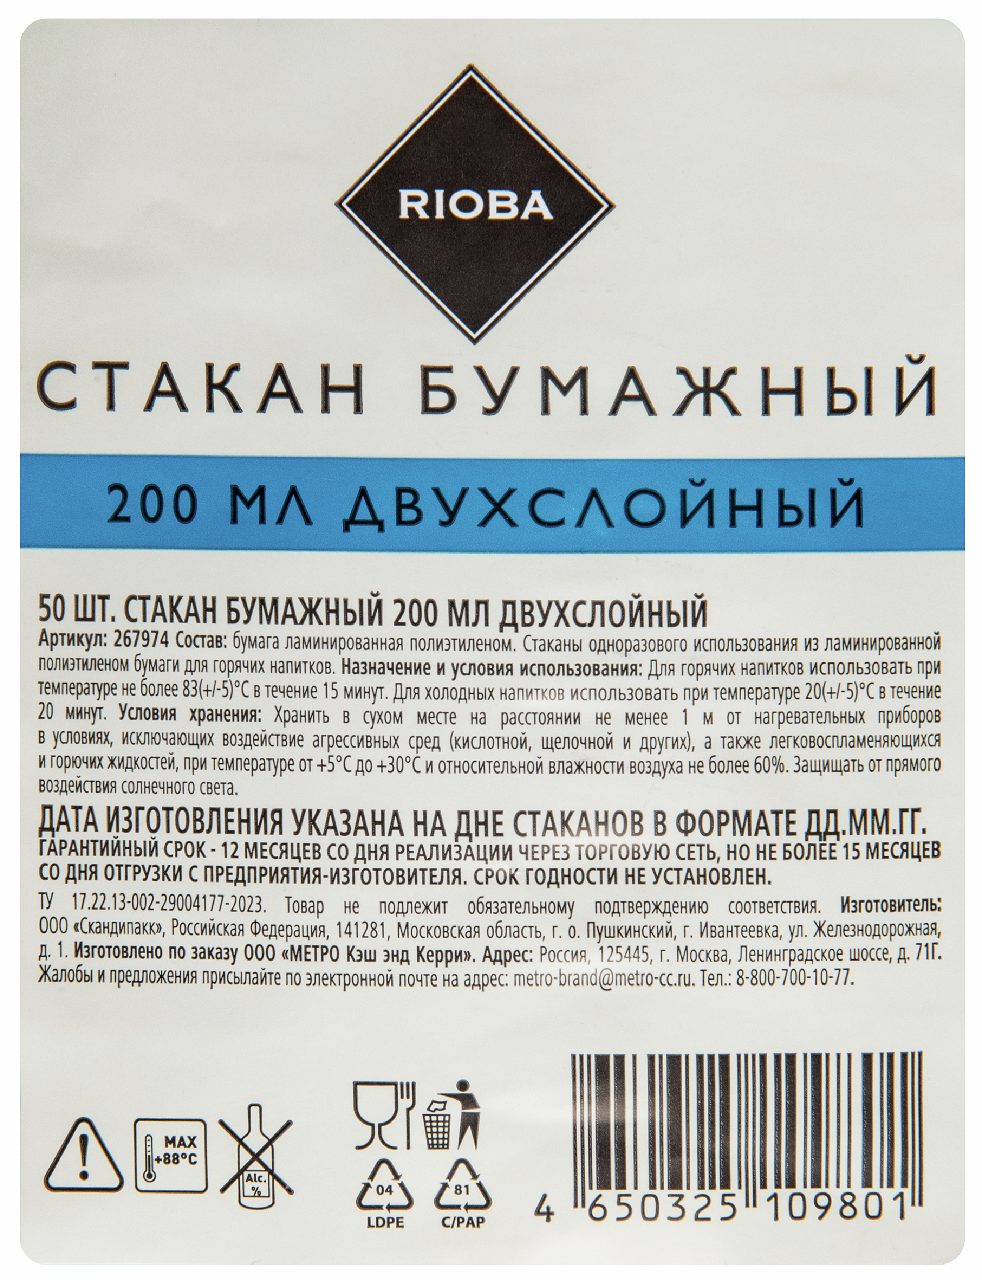 RIOBA
СТАКАН БУМАЖНЫЙ
200 МЛ ДВУХСЛОЙНЫЙ
50 ШТ. СТАКАН БУМАЖНЫЙ 200 МЛ ДВУХСЛОЙНЫЙ
Артикул: 267974 Состав: бумага ламинированная полиэтиленом. Стаканы одноразового использования из ламинированной
полиэтиленом бумаги для горячих напитков. Назначение и условия использования: Для горячих напитков использовать при
температуре не более 83(+/-5)°С в течение 15 минут. Для холодных напитков использовать при температуре 20(+/-5)°С в течение
20 минут. Условия хранения: Хранить в сухом месте на расстоянии не менее 1 м от нагревательных приборов
в условиях, исключающих воздействие агрессивных сред (кислотной, щелочной и других), а также легковоспламеняющихся
и горючих жидкостей, при температуре от +5°С до +30°С и относительной влажности воздуха не более 60%. Защищать от прямого
воздействия солнечного света.
ДАТА ИЗГОТОВЛЕНИЯ УКАЗАНА НА ДНЕ СТАКАНОВ В ФОРМАТЕ ДД.ММ.ГГ.
ГАРАНТИЙНЫЙ СРОК - 12 МЕСЯЦЕВ СО ДНЯ РЕАЛИЗАЦИИ ЧЕРЕЗ ТОРГОВУЮ СЕТЬ, НО НЕ БОЛЕЕ 15 МЕСЯЦЕВ
СО ДНЯ ОТГРУЗКИ С ПРЕДПРИЯТИЯ-ИЗГОТОВИТЕЛЯ. СРОК ГОДНОСТИ НЕ УСТАНОВЛЕН.
ТУ 17.22.13-002-29004177-2023. Товар не подлежит обязательному подтверждению соответствия. Изготовитель:
ООО «Скандипакк», Российская Федерация, 141281, Московская область, г. о. Пушкинский, г. Ивантеевка, ул. Железнодорожная,
д. 1. Изготовлено по заказу ООО «МЕТРО Кэш энд Керри». Адрес: Россия, 125445, г. Москва, Ленинградское шоссе, д. 71Г.
Жалобы и предложения присылайте по электронной почте на адрес: metro-brand@metro-cc.ru. Тел.: 8-800-700-10-77.
MAX
+88°C
Alc.
%
04
LDPE
81
C/PAP
4 650325 109801